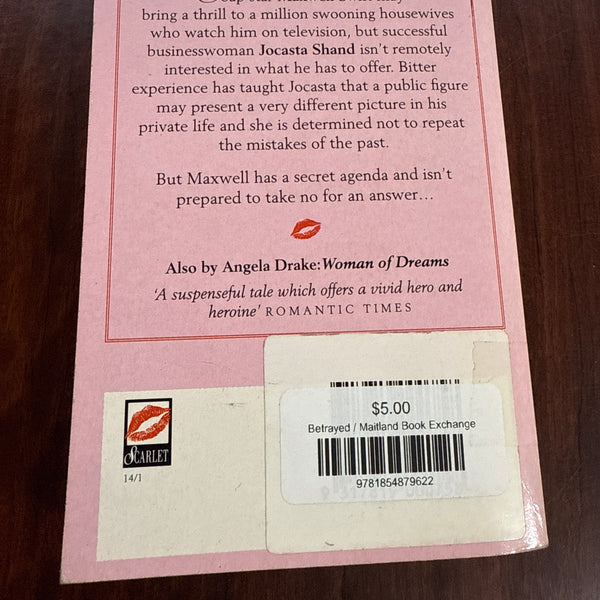 bring a thrill to a million swooning housewives
who watch him on television, but successful
businesswoman Jocasta Shand isn't remotely
interested in what he has to offer. Bitter
experience has taught Jocasta that a public figure
may present a very different picture in his
private life and she is determined not to repeat
the mistakes of the past.
But Maxwell has a secret agenda and isn't
prepared to take no for an answer…
Also by Angela Drake: Woman of Dreams
'A suspenseful tale which offers a vivid hero and
heroine' ROMANTIC TIMES
SCARLET
14/1
$5.00
Betrayed / Maitland Book Exchange
9781854879622